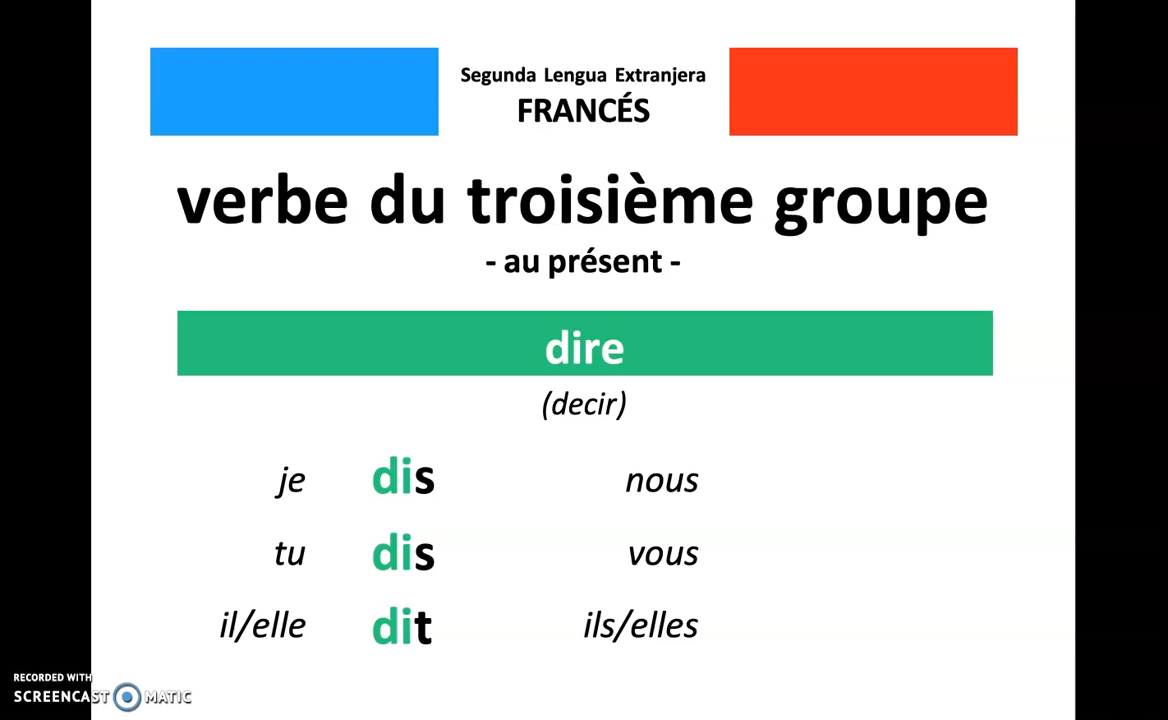 Segunda Lengua Extranjera
FRANCÉS
verbe du troisième groupe
- au présent -
dire
(decir)
je dis nous
tu dis vous
il/elle dit ils/elles
RECORDED WITH
SCREENCAST MATIC